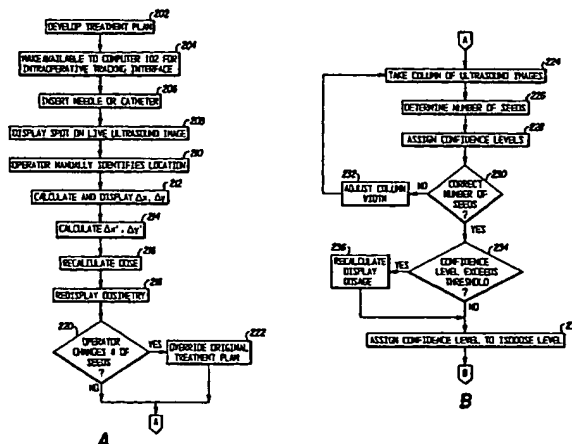 202
DEVELOP TREATMENT PLAN
204
MAKE AVAILABLE TO COMPUTER 102 FOR
INTRAOPERATIVE TRACKING INTERFACE
206
INSERT NEEDLE OR CATHETER
208
DISPLAY SPOT ON LIVE ULTRASOUND IMAGE
210
OPERATOR MANUALLY IDENTIFIES LOCATION
212
CALCULATE AND DISPLAY Δx, Δy
214
CALCULATE Δx', Δy'
216
RECALCULATE DOSE
218
REDISPLAY DOSIMETRY
220
OPERATOR
CHANGES # OF
SEEDS
?
YES
222
OVERRIDE ORIGINAL
TREATMENT PLAN
NO
A
A
A
224
TAKE COLUMN OF ULTRASOUND IMAGES
226
DETERMINE NUMBER OF SEEDS
228
ASSIGN CONFIDENCE LEVELS
230
CORRECT
NUMBER OF
SEEDS
?
NO
232
ADJUST COLUMN
WIDTH
YES
234
CONFIDENCE
LEVEL EXCEEDS
THRESHOLD
?
YES
236
RECALCULATE
DISPLAY
DOSAGE
NO
ASSIGN CONFIDENCE LEVEL TO ISODOSE LEVEL
B
B